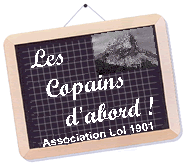 Les
Copains
d'abord !
Association Loi 1901